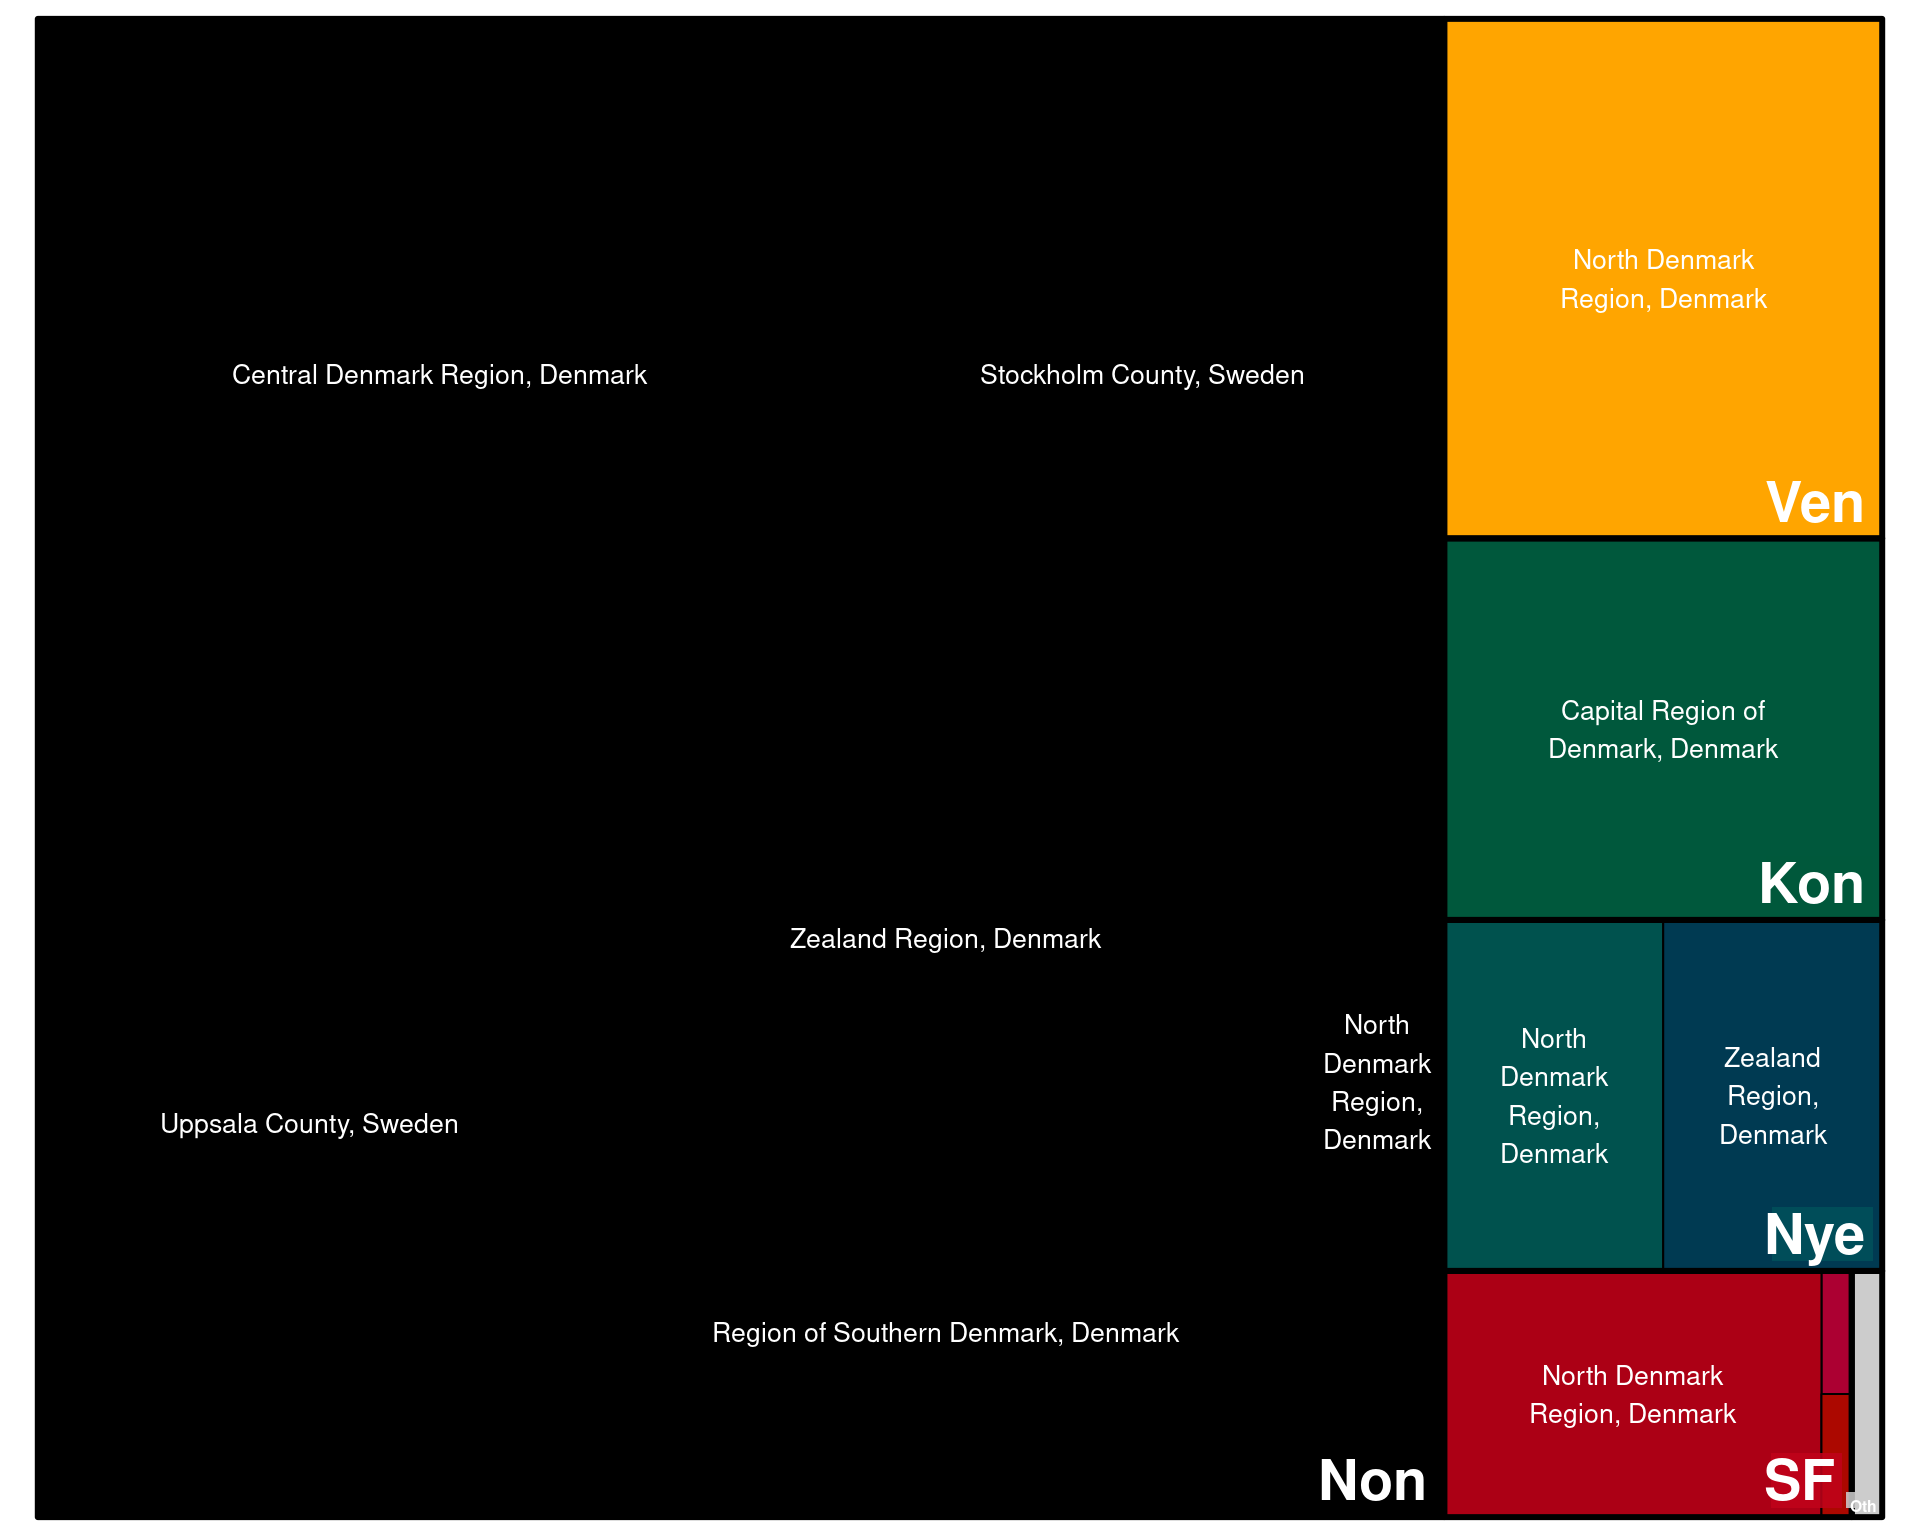 Central Denmark Region, Denmark
Stockholm County, Sweden
North Denmark
Region, Denmark
Ven
Capital Region of
Denmark, Denmark
Kon
Zealand Region, Denmark
Uppsala County, Sweden
North
Denmark
Region,
Denmark
North
Denmark
Region,
Denmark
Zealand
Region,
Denmark
Nye
Region of Southern Denmark, Denmark
Non
North Denmark
Region, Denmark
SF
Oth